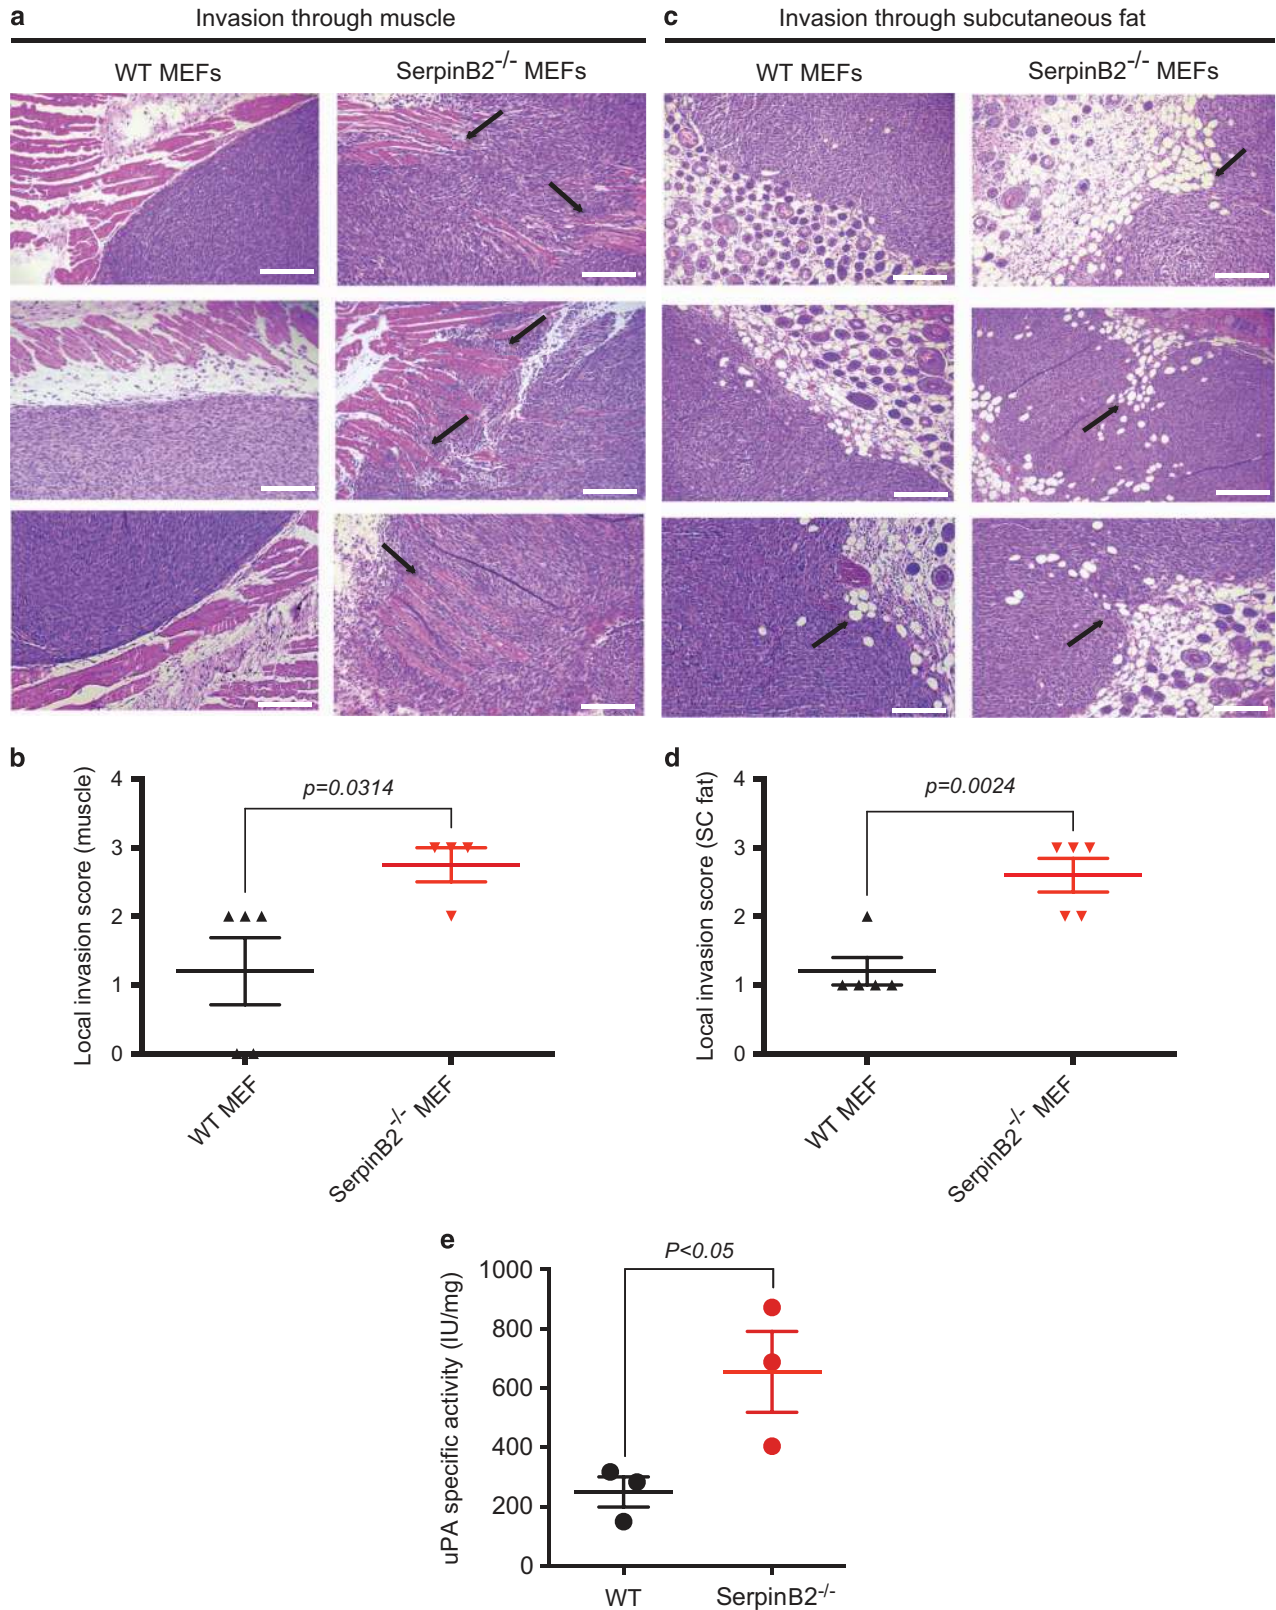 a Invasion through muscle
WT MEFs SerpinB2-/- MEFs
c Invasion through subcutaneous fat
WT MEFs SerpinB2-/- MEFs
b
Local invasion score (muscle)
4
3
2
1
0
p=0.0314
WT MEF
SerpinB2-/- MEF
d
Local invasion score (SC fat)
4
3
2
1
0
p=0.0024
WT MEF
SerpinB2-/- MEF
e
uPA specific activity (IU/mg)
1000
800
600
400
200
0
P<0.05
WT
SerpinB2-/-